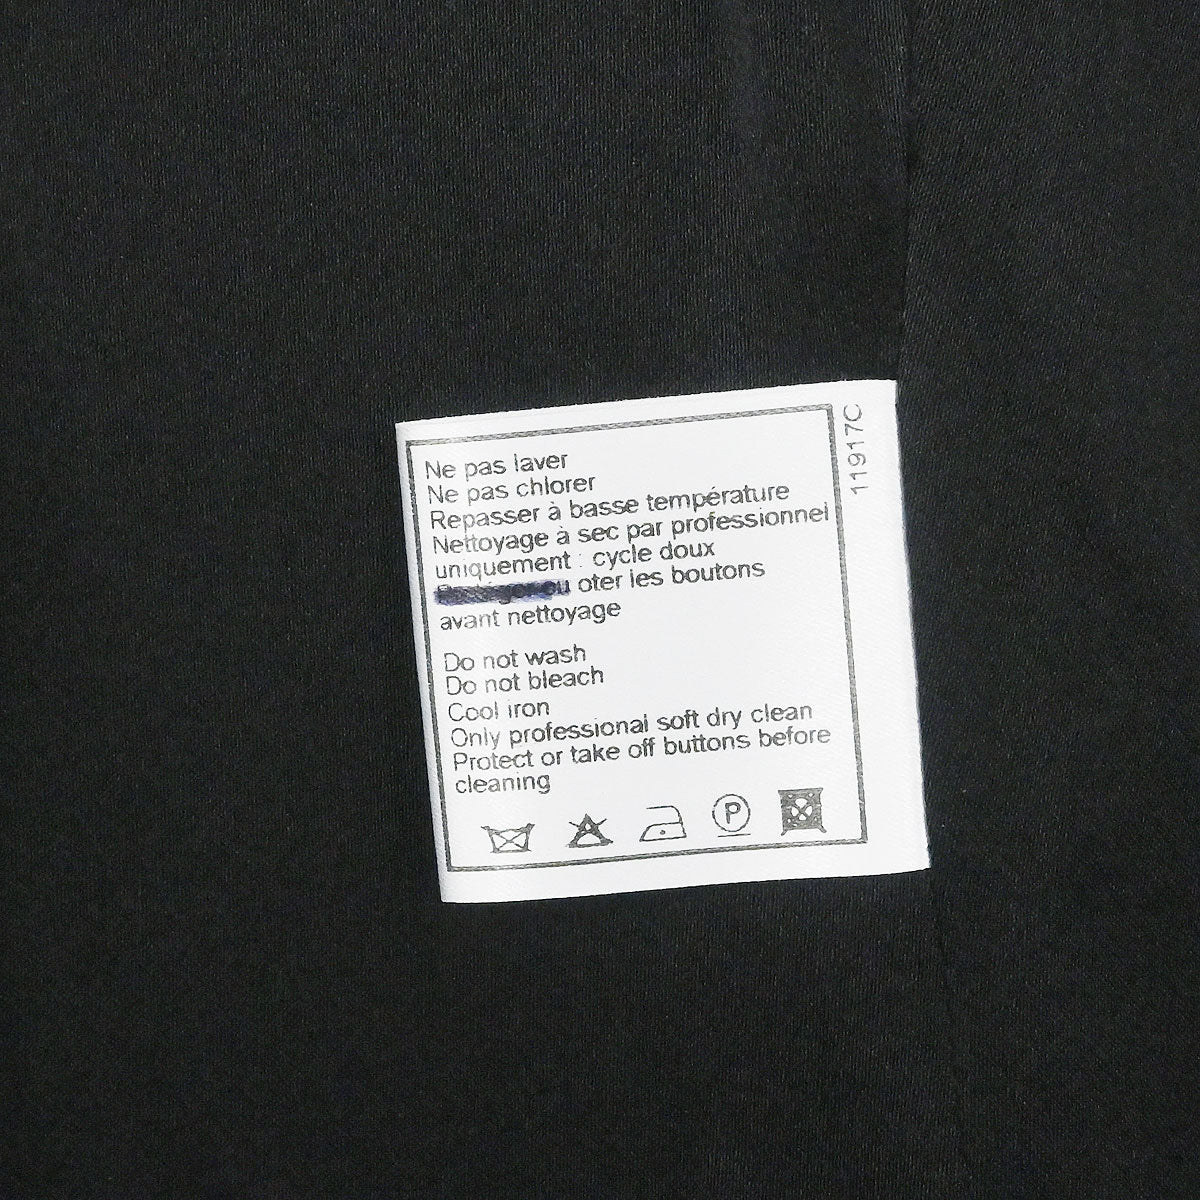 Ne pas laver
Ne pas chlorer
Repasser à basse température
Nettoyage à sec par professionnel
uniquement : cycle doux
ou oter les boutons
avant nettoyage
Do not wash
Do not bleach
Cool iron
Only professional soft dry clean
Protect or take off buttons before
cleaning
P
11917C